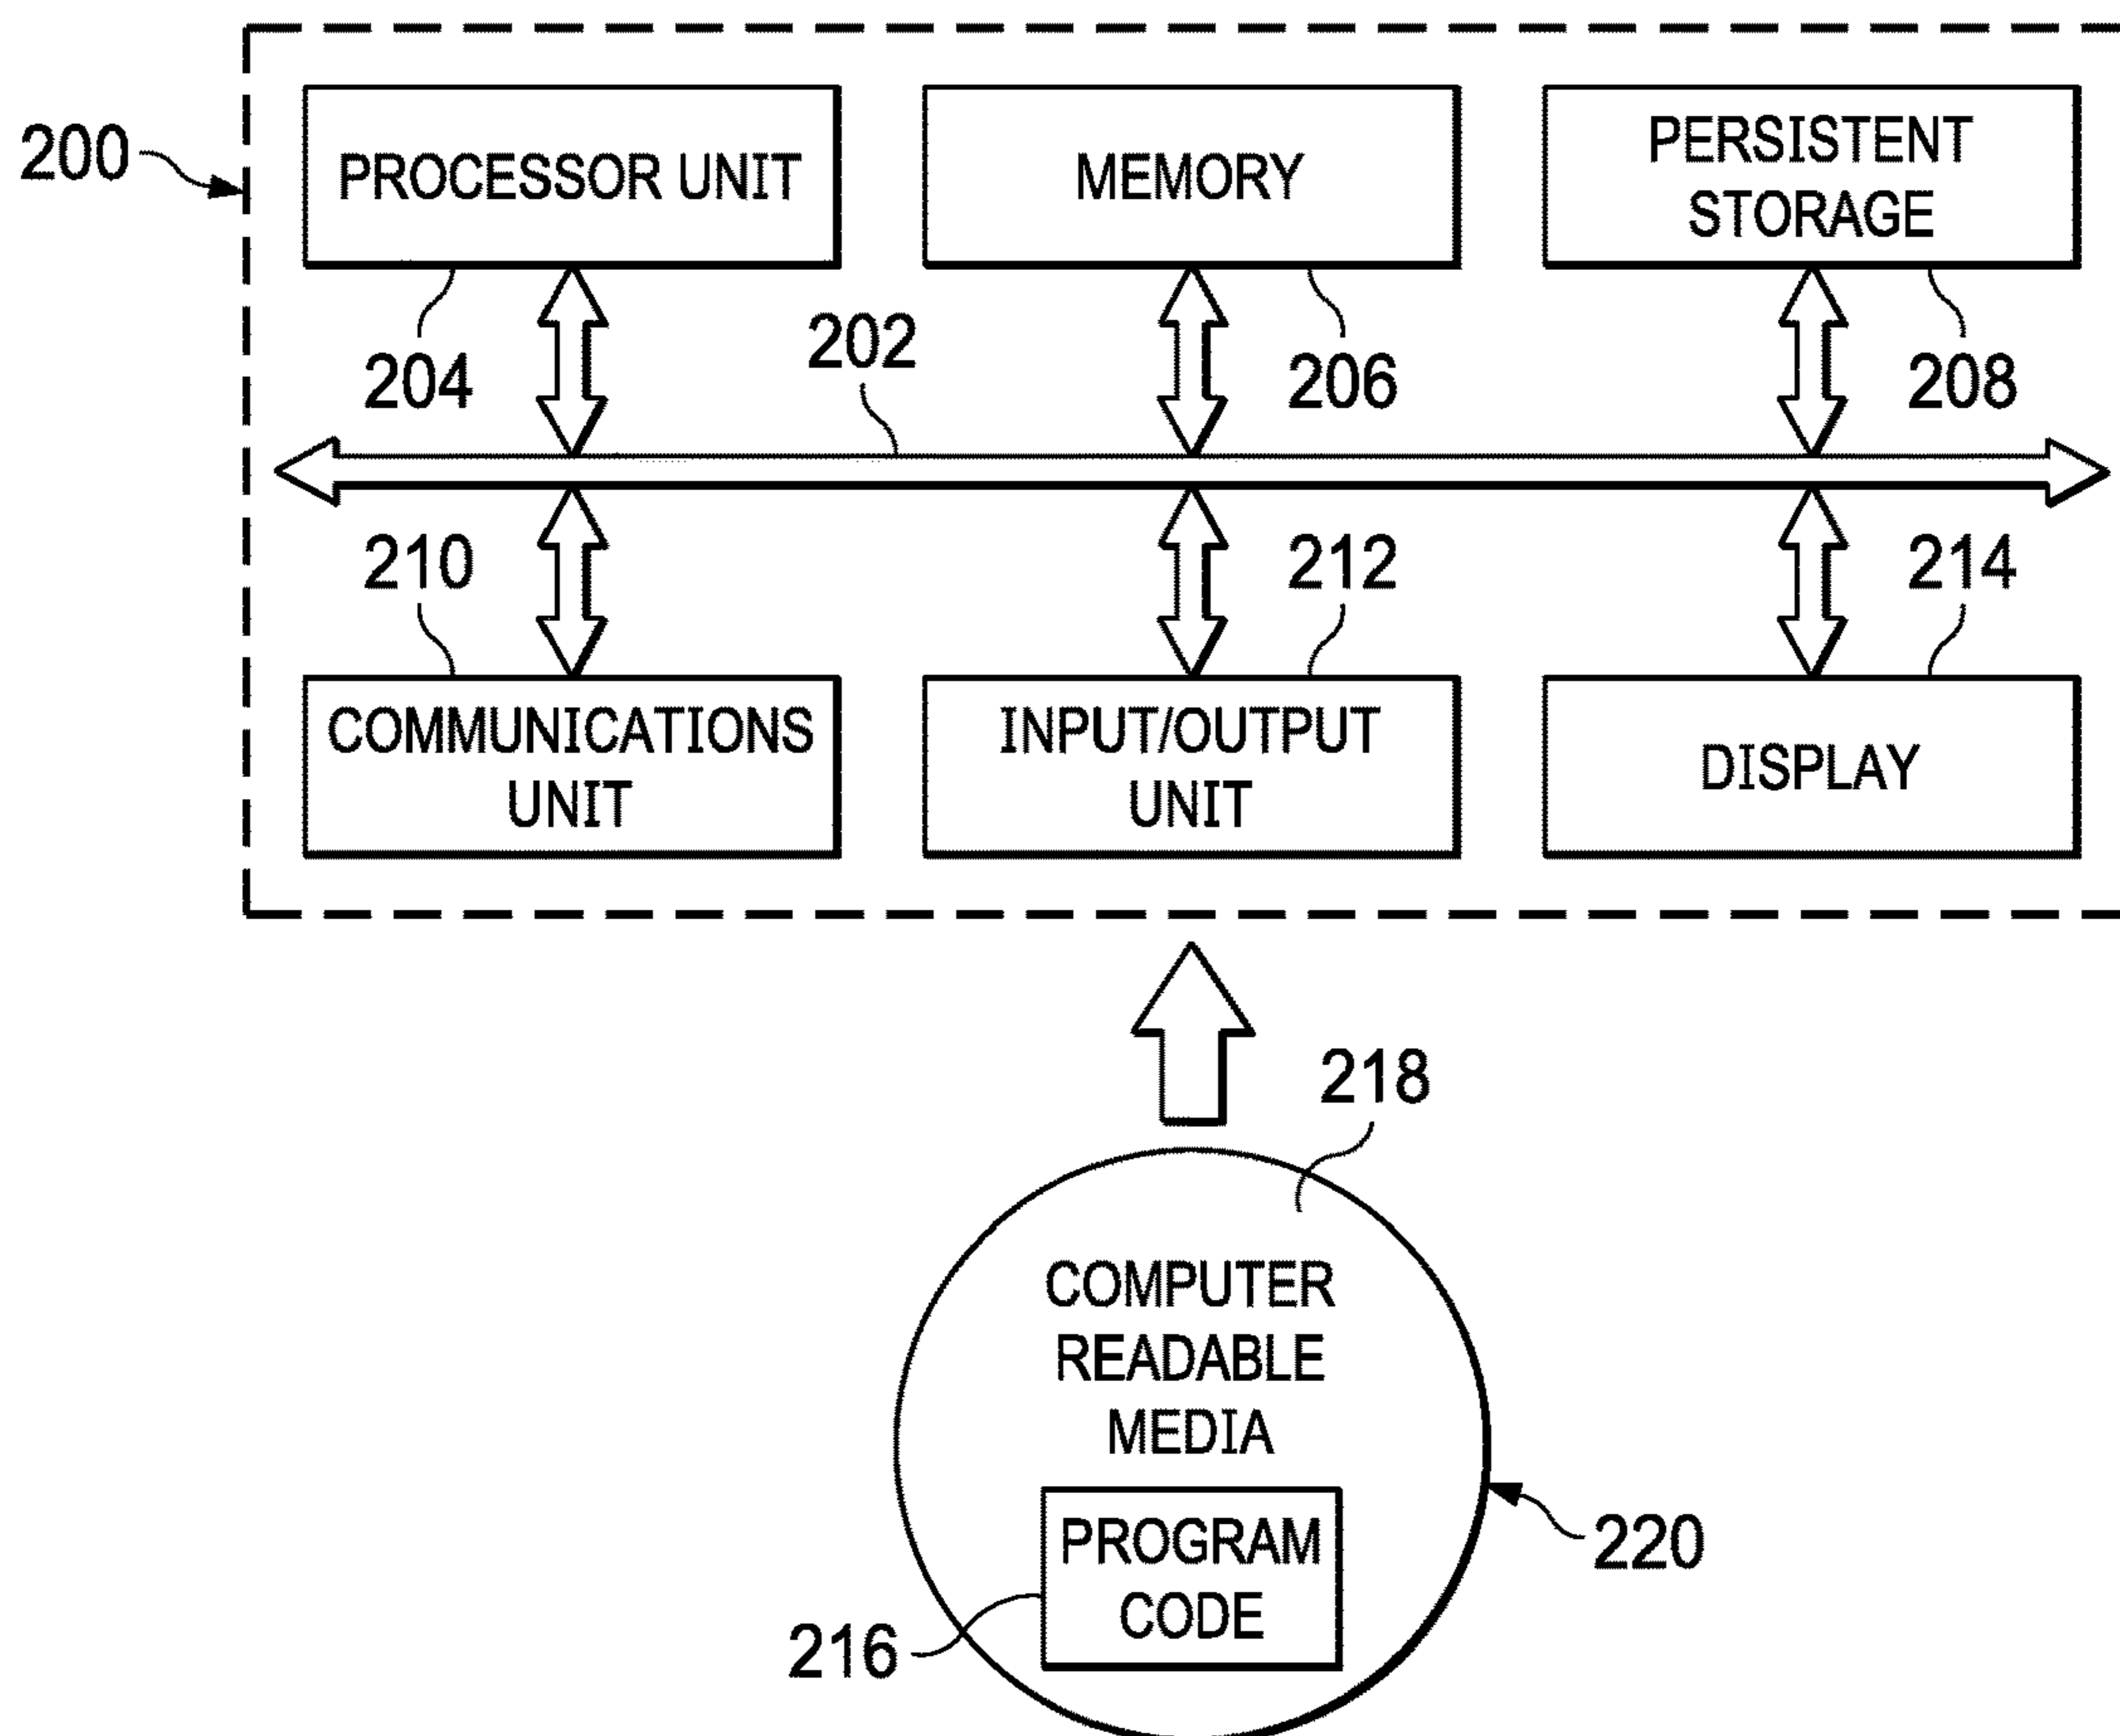 200
PROCESSOR UNIT
MEMORY
PERSISTENT
STORAGE
204
202
206
208
210
212
214
COMMUNICATIONS
UNIT
INPUT/OUTPUT
UNIT
DISPLAY
218
COMPUTER
READABLE
MEDIA
PROGRAM
CODE
220
216